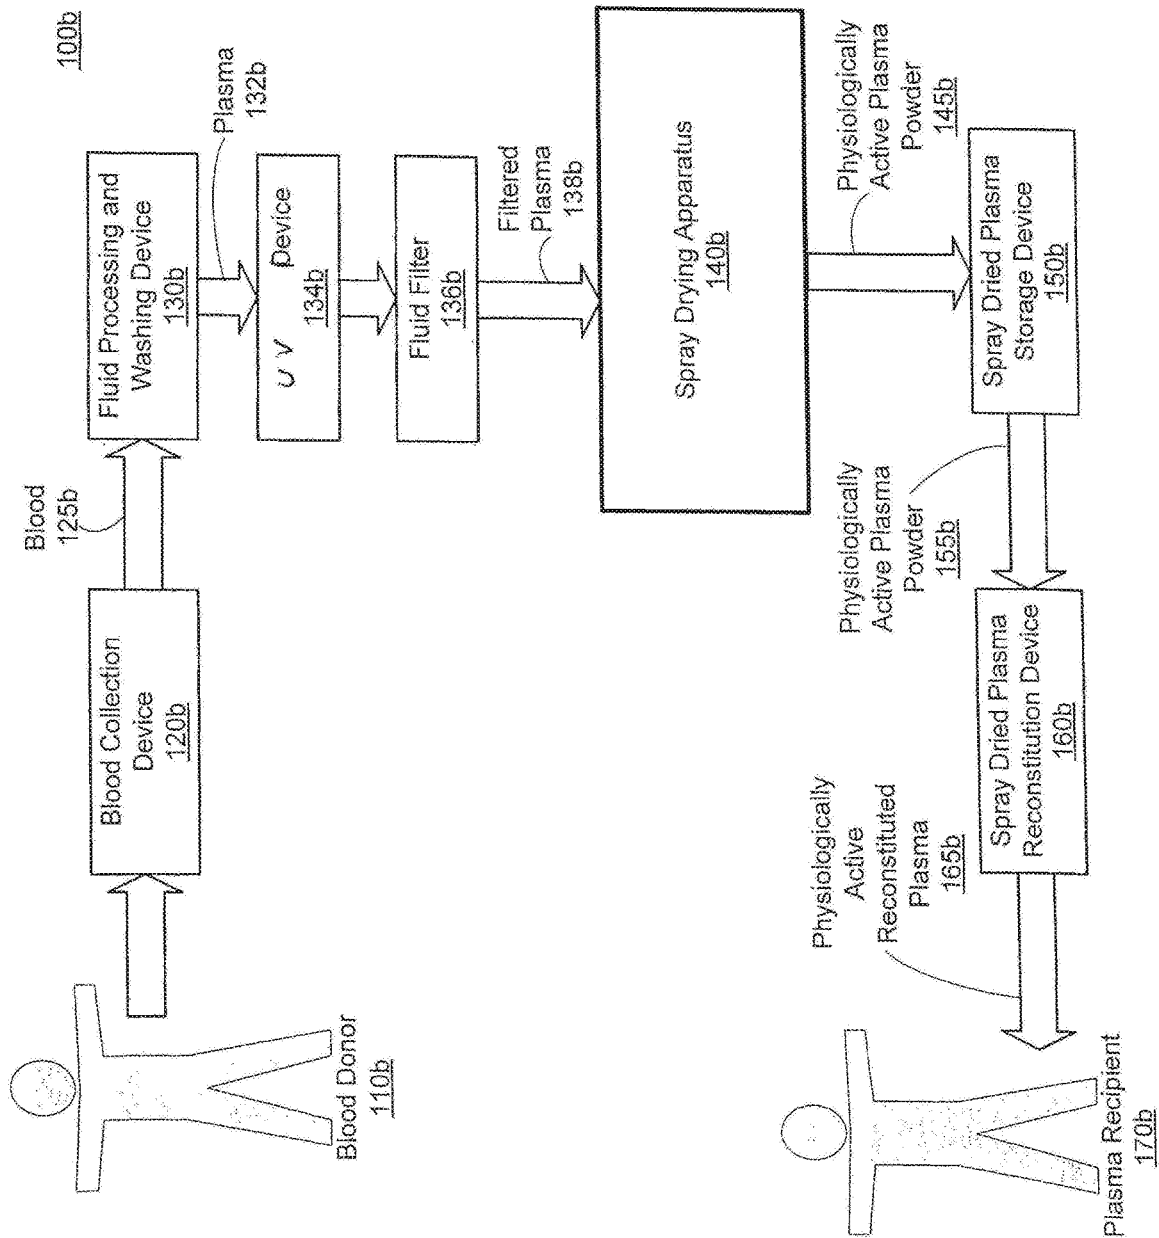 100b
Blood Donor
110b
Blood Collection
Device
120b
Blood
125b
Fluid Processing and
Washing Device
130b
Plasma
132b
UV Device
134b
Fluid Filter
136b
Filtered
Plasma
138b
Spray Drying Apparatus
140b
Physiologically
Active Plasma
Powder
145b
Spray Dried Plasma
Storage Device
150b
Physiologically
Active Plasma
Powder
155b
Spray Dried Plasma
Reconstitution Device
160b
Physiologically
Active
Reconstituted
Plasma
165b
Plasma Recipient
170b